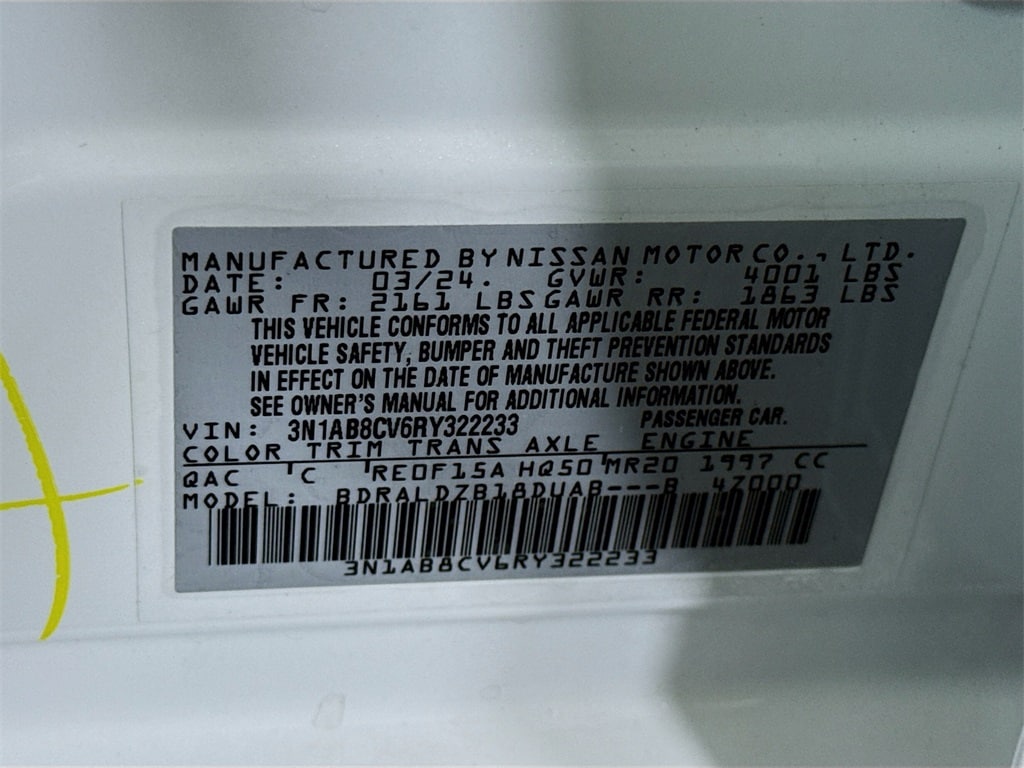 MANUFACTURED BY NISSAN MOTOR CO., LTD.
DATE: 03/24. GVWR: 4001 LBS
GAWR FR: 2161 LBS GAWR RR: 1863 LBS
THIS VEHICLE CONFORMS TO ALL APPLICABLE FEDERAL MOTOR
VEHICLE SAFETY, BUMPER AND THEFT PREVENTION STANDARDS
IN EFFECT ON THE DATE OF MANUFACTURE SHOWN ABOVE.
SEE OWNER'S MANUAL FOR ADDITIONAL INFORMATION.
VIN: 3N1AB8CV6RY322233 PASSENGER CAR.
COLOR TRIM TRANS AXLE ENGINE
QAC C RE0F15A HQ50 MR20 1997 CC
MODEL: BDRALDZB18DUAB---B 47000
3N1AB8CV6RY322233